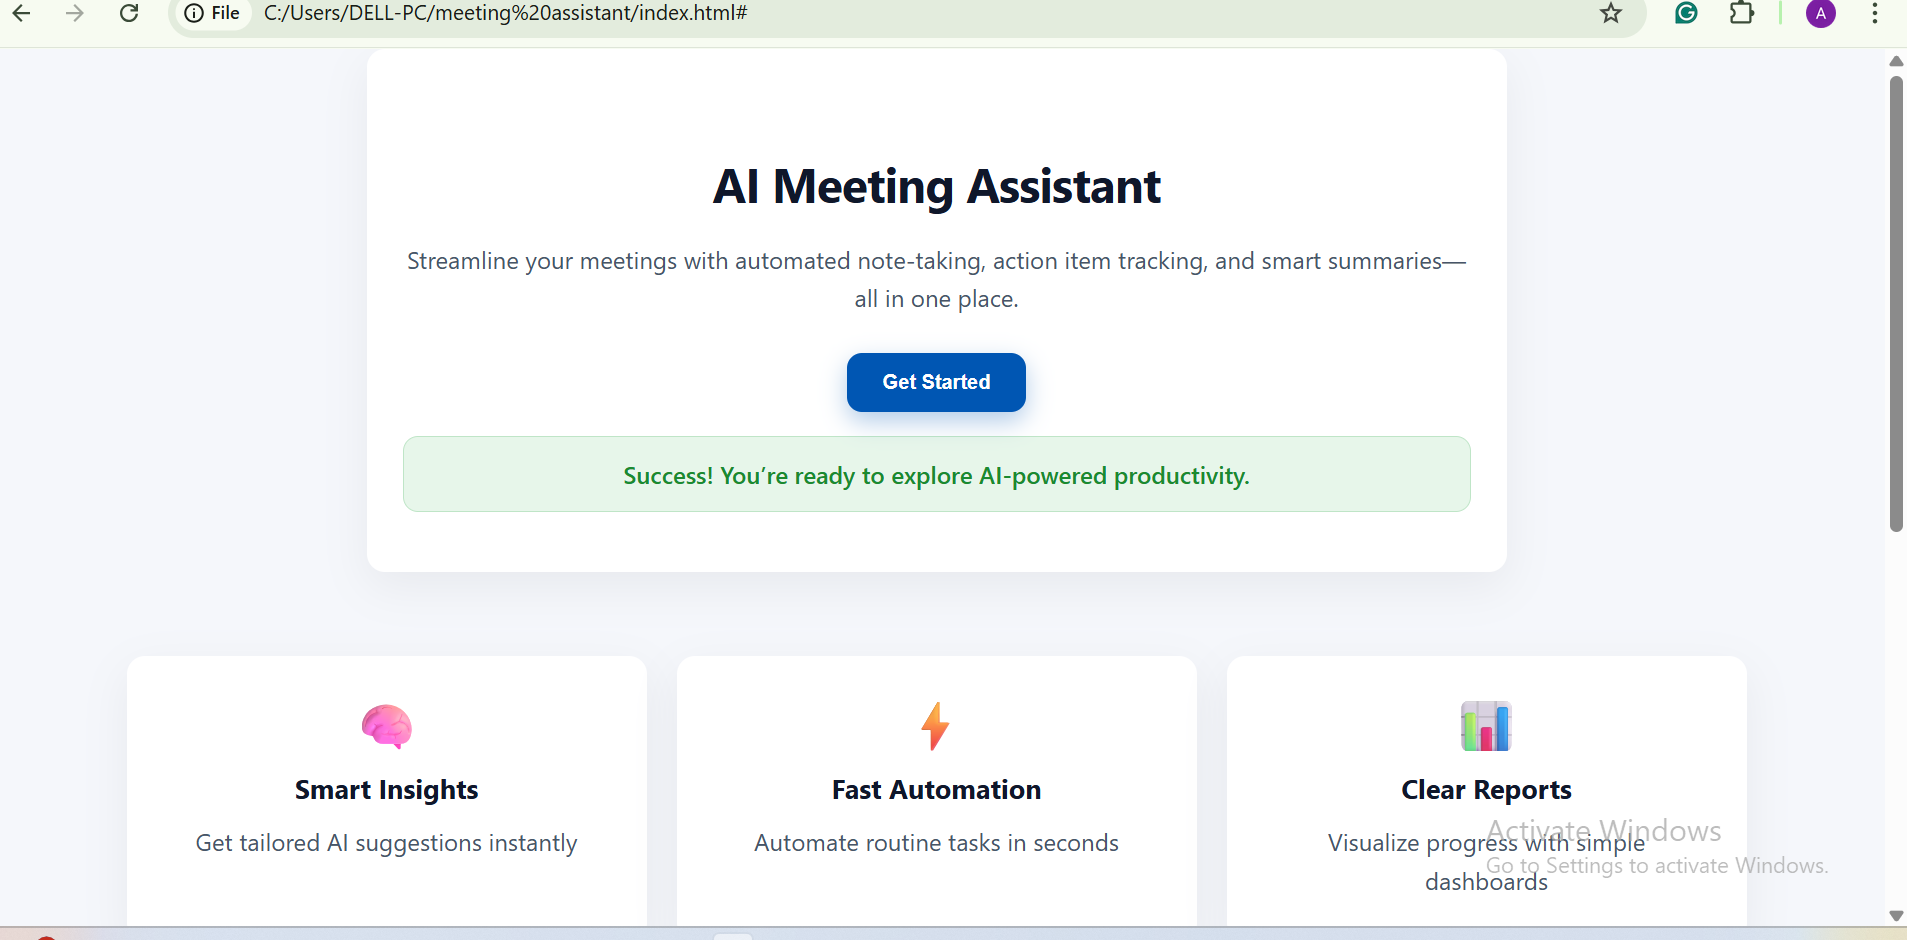 File C:/Users/DELL-PC/meeting%20assistant/index.html#
A
AI Meeting Assistant
Streamline your meetings with automated note-taking, action item tracking, and smart summaries—
all in one place.
Get Started
Success! You’re ready to explore AI-powered productivity.
Smart Insights
Get tailored AI suggestions instantly
Fast Automation
Automate routine tasks in seconds
Clear Reports
Visualize progress with simple
dashboards
Activate Windows
Go to Settings to activate Windows.